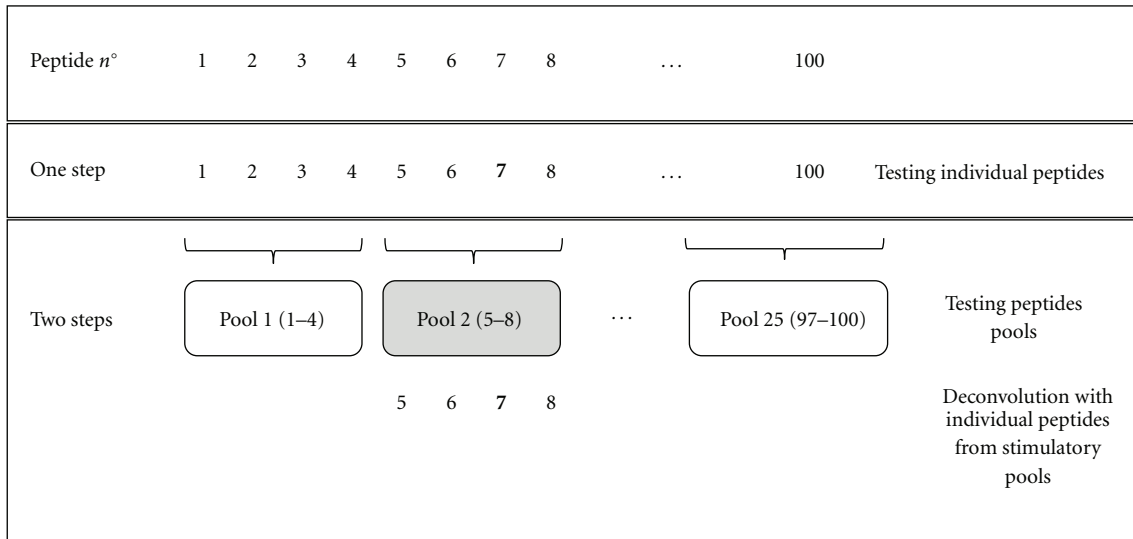 Peptide n° 1 2 3 4 5 6 7 8 ... 100
One step 1 2 3 4 5 6 7 8 ... 100 Testing individual peptides
Two steps Pool 1 (1–4) Pool 2 (5–8) ... Pool 25 (97–100) Testing peptides
pools
5 6 7 8 Deconvolution with
individual peptides
from stimulatory
pools